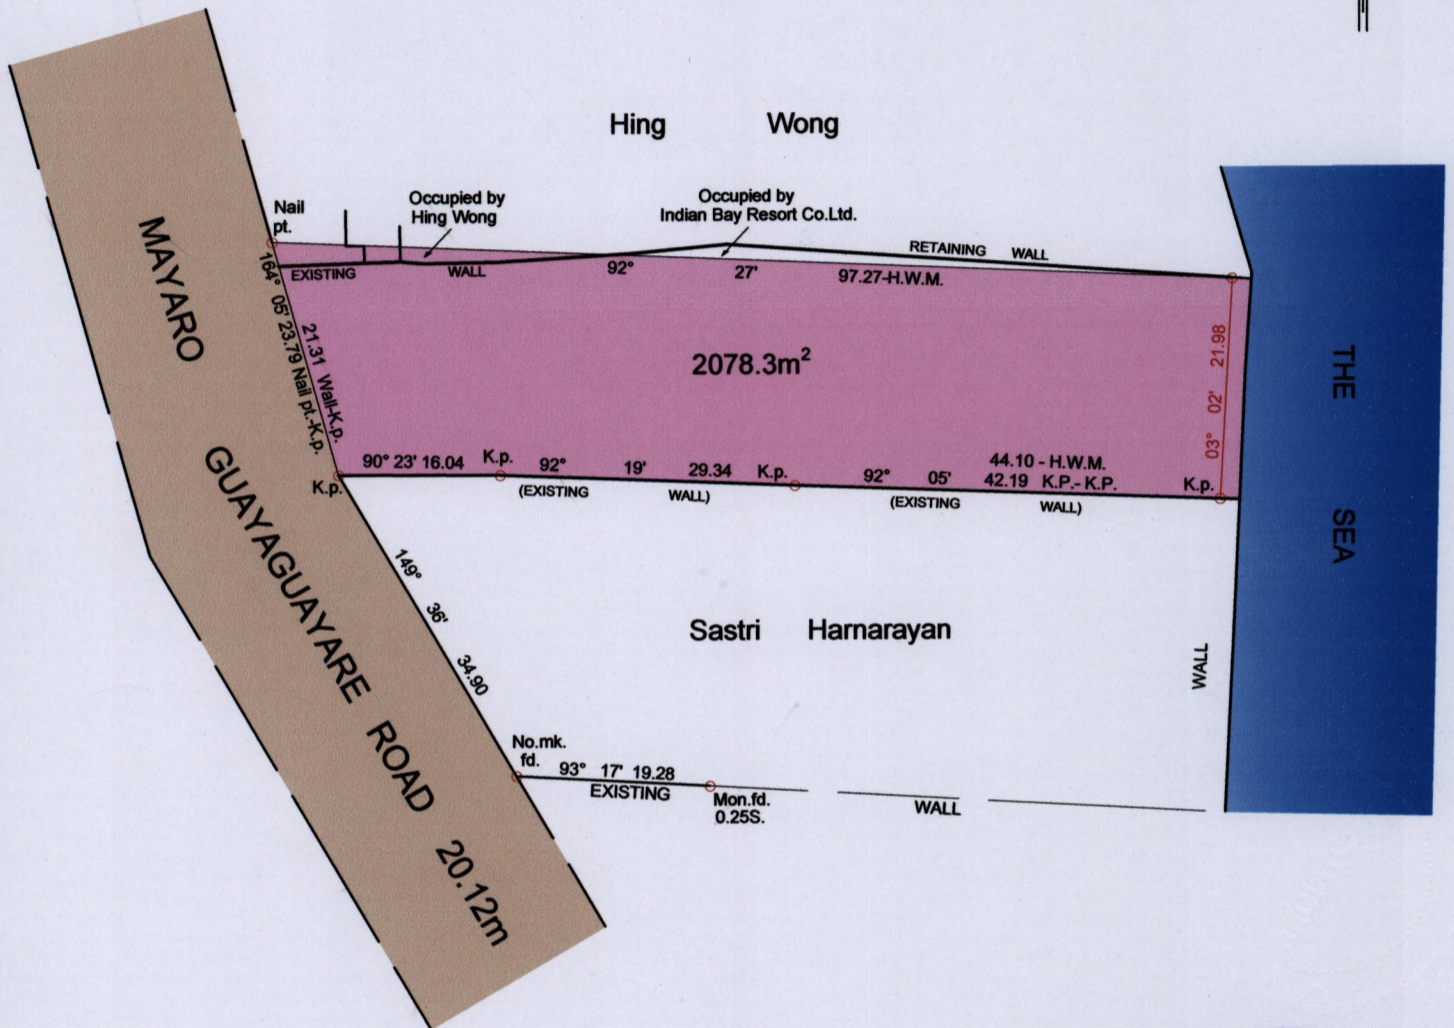 Hing Wong
Nail
pt.
Occupied by
Hing Wong
Occupied by
Indian Bay Resort Co.Ltd.
RETAINING WALL
EXISTING WALL
92° 27' 97.27-H.W.M.
164° 05' 23.79 Nail pt.-K.p.
21.31 Wall-K.p.
2078.3m²
03° 02' 21.98
THE SEA
MAYARO GUAYAGUAYARE ROAD 20.12m
K.p.
90° 23' 16.04
K.p.
92° 19' 29.34
(EXISTING WALL)
K.p.
44.10 - H.W.M.
92° 05' 42.19 K.P.- K.P.
(EXISTING WALL)
K.p.
149° 36' 34.90
Sastri Harnarayan
WALL
No.mk.
fd.
93° 17' 19.28
EXISTING WALL
Mon.fd.
0.25S.